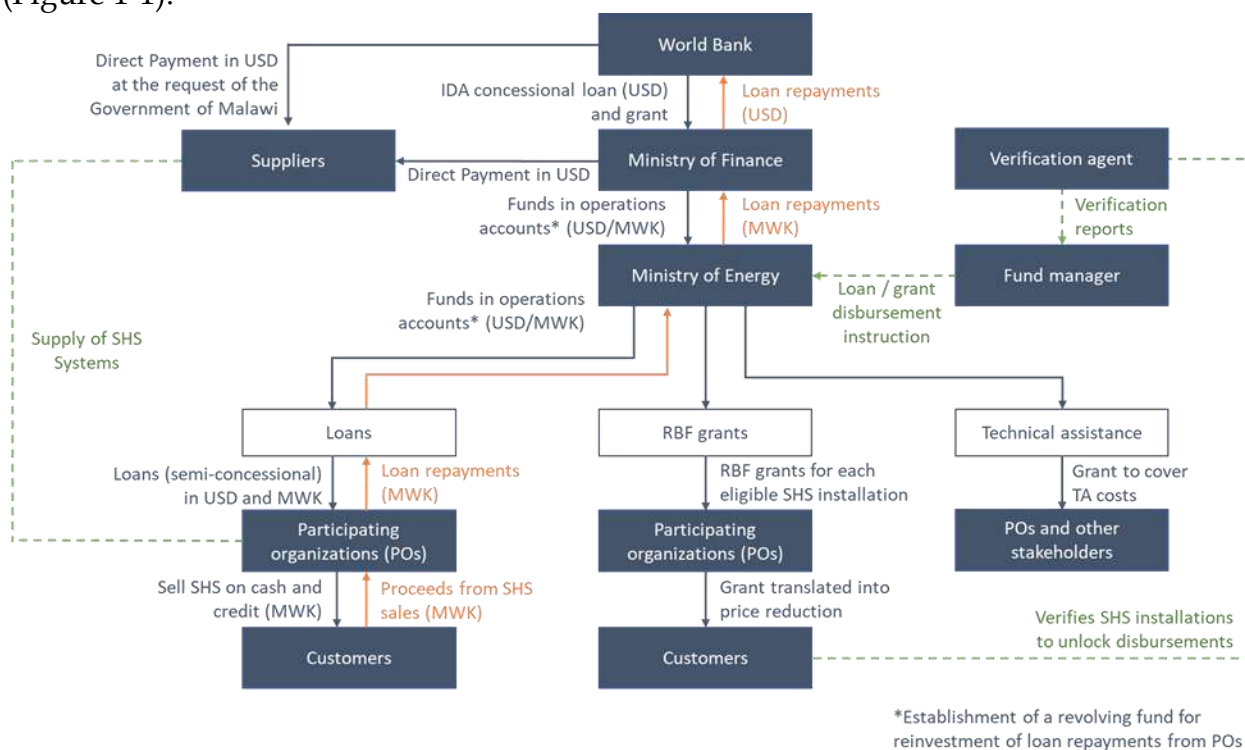 (Figure 1-1).
World Bank
Direct Payment in USD
at the request of the
Government of Malawi
IDA concessional loan (USD)
and grant
Loan repayments
(USD)
Suppliers
Ministry of Finance
Verification agent
Direct Payment in USD
Funds in operations
accounts* (USD/MWK)
Loan repayments
(MWK)
Verification
reports
Ministry of Energy
Fund manager
Funds in operations
accounts* (USD/MWK)
Loan / grant
disbursement
instruction
Supply of SHS
Systems
Loans
RBF grants
Technical assistance
Loans (semi-concessional)
in USD and MWK
Loan repayments
(MWK)
RBF grants for each
eligible SHS installation
Grant to cover
TA costs
Participating
organizations (POs)
Participating
organizations (POs)
POs and other
stakeholders
Sell SHS on cash and
credit (MWK)
Proceeds from SHS
sales (MWK)
Grant translated into
price reduction
Verifies SHS installations
to unlock disbursements
Customers
Customers
*Establishment of a revolving fund for
reinvestment of loan repayments from POs